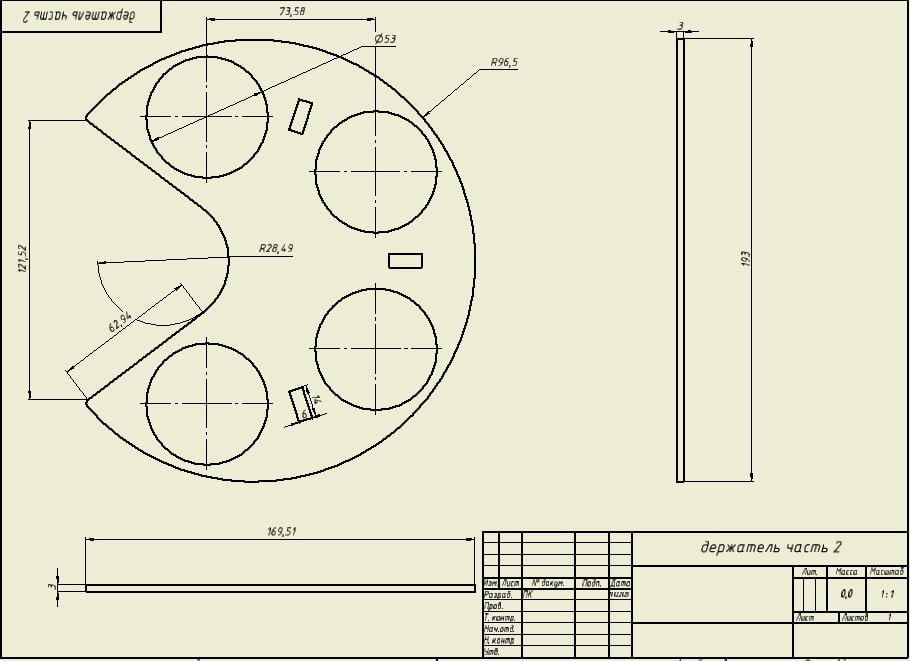 держатель часть 2
73,58
Ø53
R96,5
3
121,52
R28,49
193
62,94
14
6
169,51
3
держатель часть 2
Лит. Масса Масштаб
Изм. Лист № докум. Подп. Дата
0,0 1:1
Разраб. ПК
Пров.
Т. контр.
Лист Листов 1
Нач.отд.
Н. контр.
Утв.